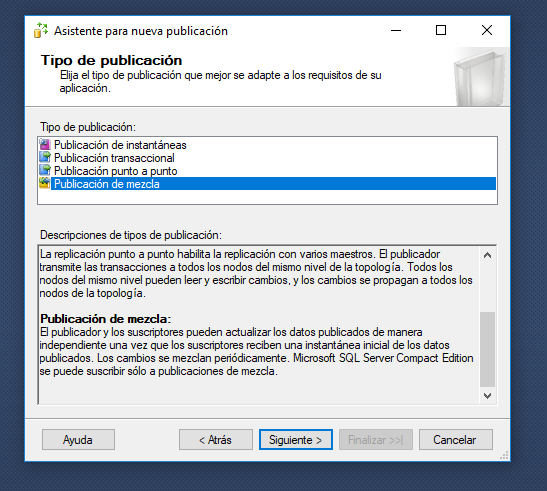 Asistente para nueva publicación
Tipo de publicación
Elija el tipo de publicación que mejor se adapte a los requisitos de su
aplicación.
Tipo de publicación:
Publicación de instantáneas
Publicación transaccional
Publicación punto a punto
Publicación de mezcla
Descripciones de tipos de publicación:
La replicación punto a punto habilita la replicación con varios maestros. El publicador
transmite las transacciones a todos los nodos del mismo nivel de la topología. Todos los
nodos del mismo nivel pueden leer y escribir cambios, y los cambios se propagan a todos los
nodos de la topología.
Publicación de mezcla:
El publicador y los suscriptores pueden actualizar los datos publicados de manera
independiente una vez que los suscriptores reciben una instantánea inicial de los datos
publicados. Los cambios se mezclan periódicamente. Microsoft SQL Server Compact Edition
se puede suscribir sólo a publicaciones de mezcla.
Ayuda
< Atrás
Siguiente >
Finalizar >>|
Cancelar